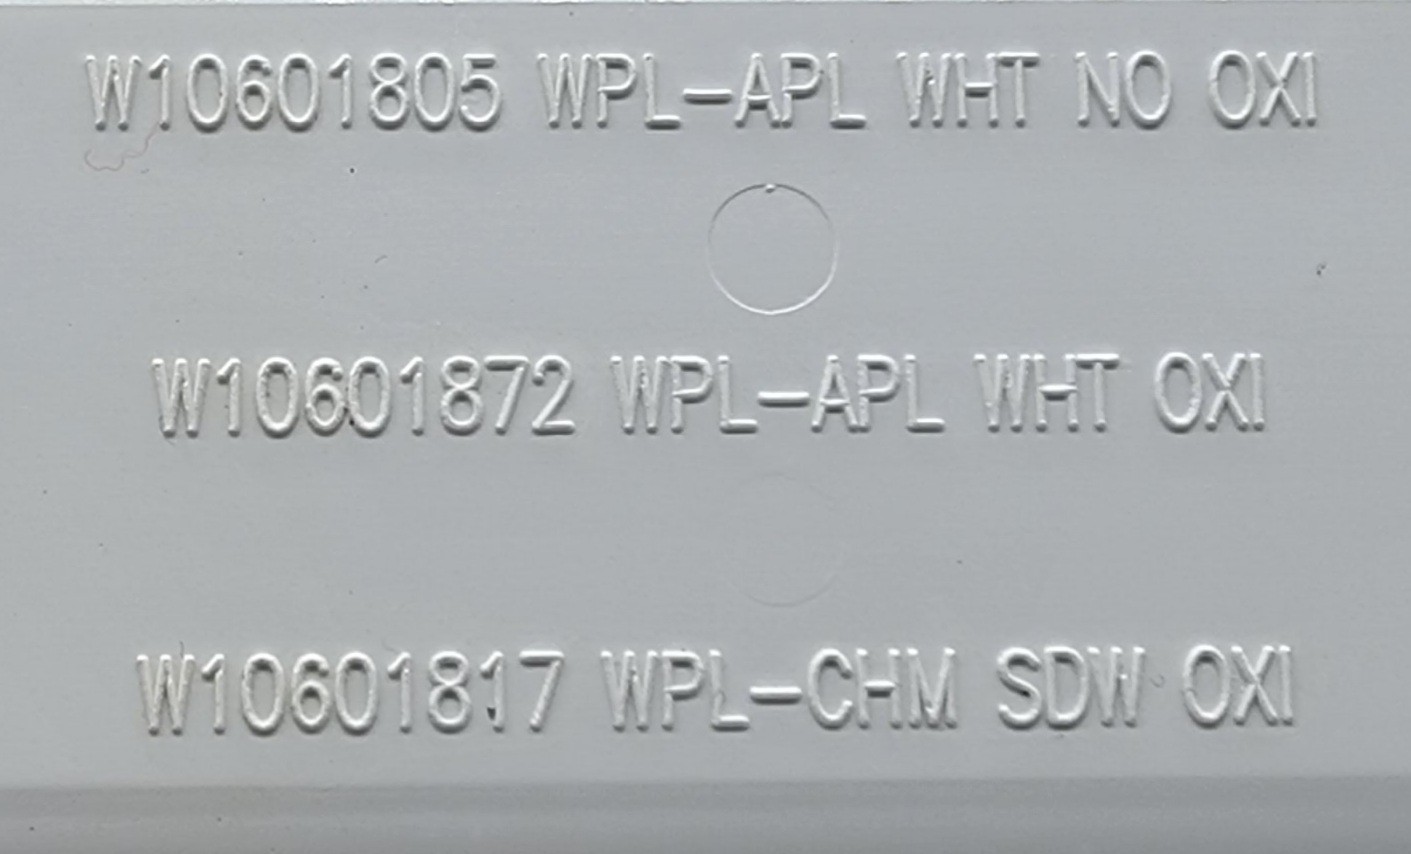 W10601805 WPL-APL WHT NO OXI
W10601872 WPL-APL WHT OXI
W10601817 WPL-CHM SDW OXI